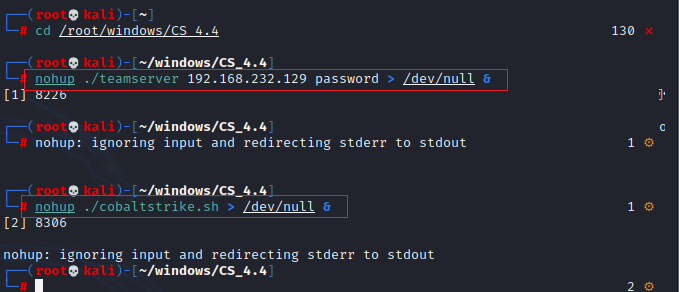 ┌──(root💀kali)-[~]
└─# cd /root/windows/CS_4.4 130 ⨯
┌──(root💀kali)-[~/windows/CS_4.4]
└─# nohup ./teamserver 192.168.232.129 password > /dev/null &
[1] 8226
┌──(root💀kali)-[~/windows/CS_4.4]
└─# nohup: ignoring input and redirecting stderr to stdout 1 ⚙
┌──(root💀kali)-[~/windows/CS_4.4]
└─# nohup ./cobaltstrike.sh > /dev/null & 1 ⚙
[2] 8306
nohup: ignoring input and redirecting stderr to stdout
┌──(root💀kali)-[~/windows/CS_4.4]
└─# 2 ⚙